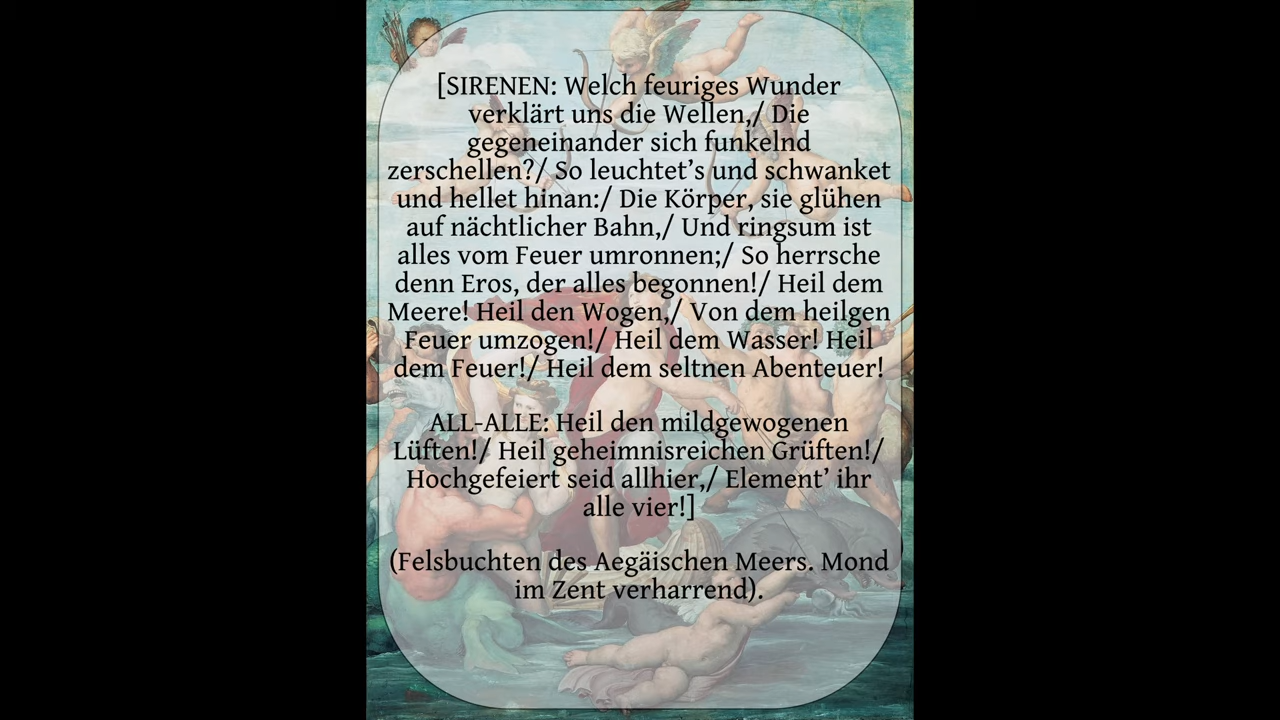 [SIRENEN: Welch feuriges Wunder
verklärt uns die Wellen,/ Die
gegeneinander sich funkelnd
zerschellen?/ So leuchtet’s und schwanket
und hellet hinan:/ Die Körper, sie glühen
auf nächtlicher Bahn,/ Und ringsum ist
alles vom Feuer umronnen;/ So herrsche
denn Eros, der alles begonnen!/ Heil dem
Meere! Heil den Wogen,/ Von dem heilgen
Feuer umzogen!/ Heil dem Wasser! Heil
dem Feuer!/ Heil dem seltnen Abenteuer!
ALL-ALLE: Heil den mildgewogenen
Lüften!/ Heil geheimnisreichen Grüften!/
Hochgefeiert seid allhier,/ Element’ ihr
alle vier!]
(Felsbuchten des Aegäischen Meers. Mond
im Zent verharrend).